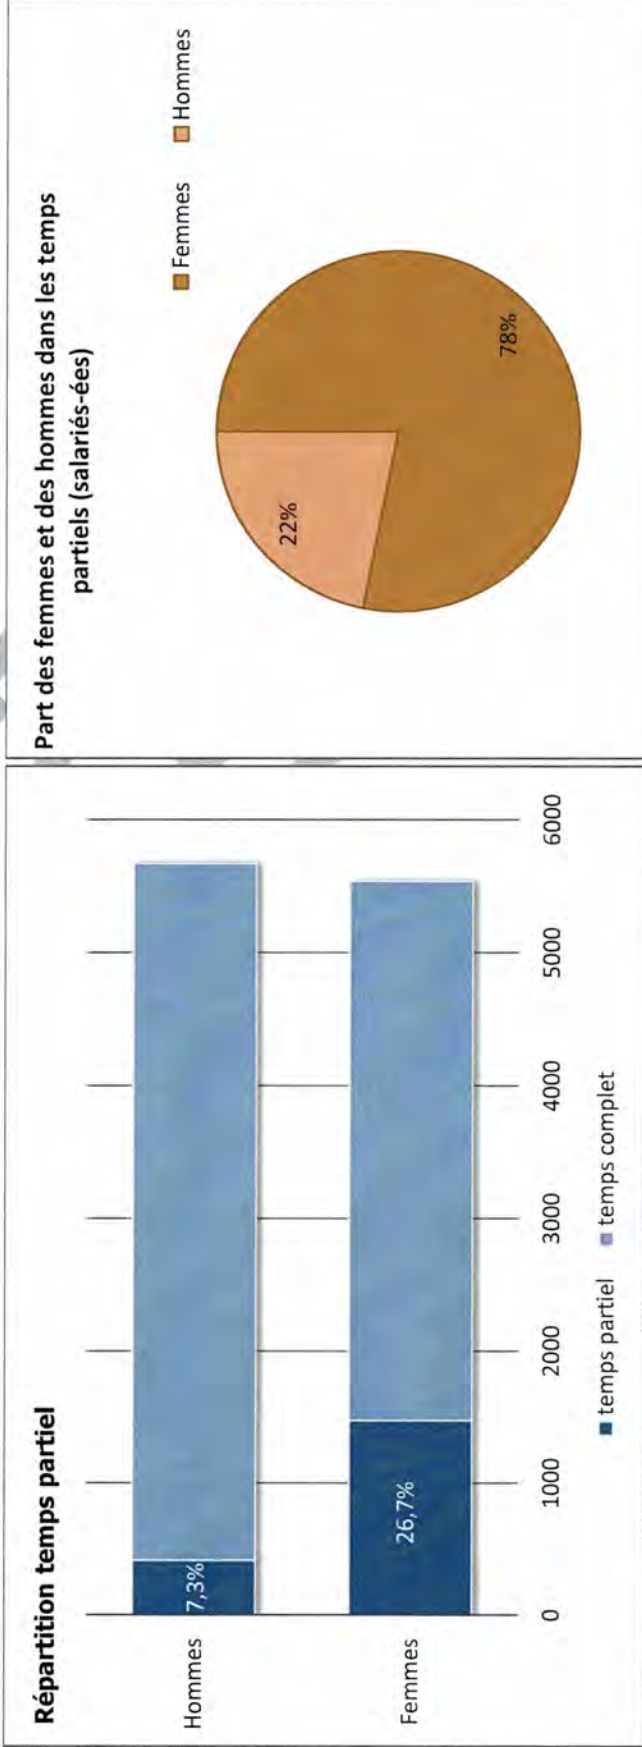 Répartition temps partiel
Hommes
7,3%
Femmes
26,7%
0 1000 2000 3000 4000 5000 6000
temps partiel temps complet
Part des femmes et des hommes dans les temps
partiels (salariés-ées)
Femmes Hommes
22%
78%